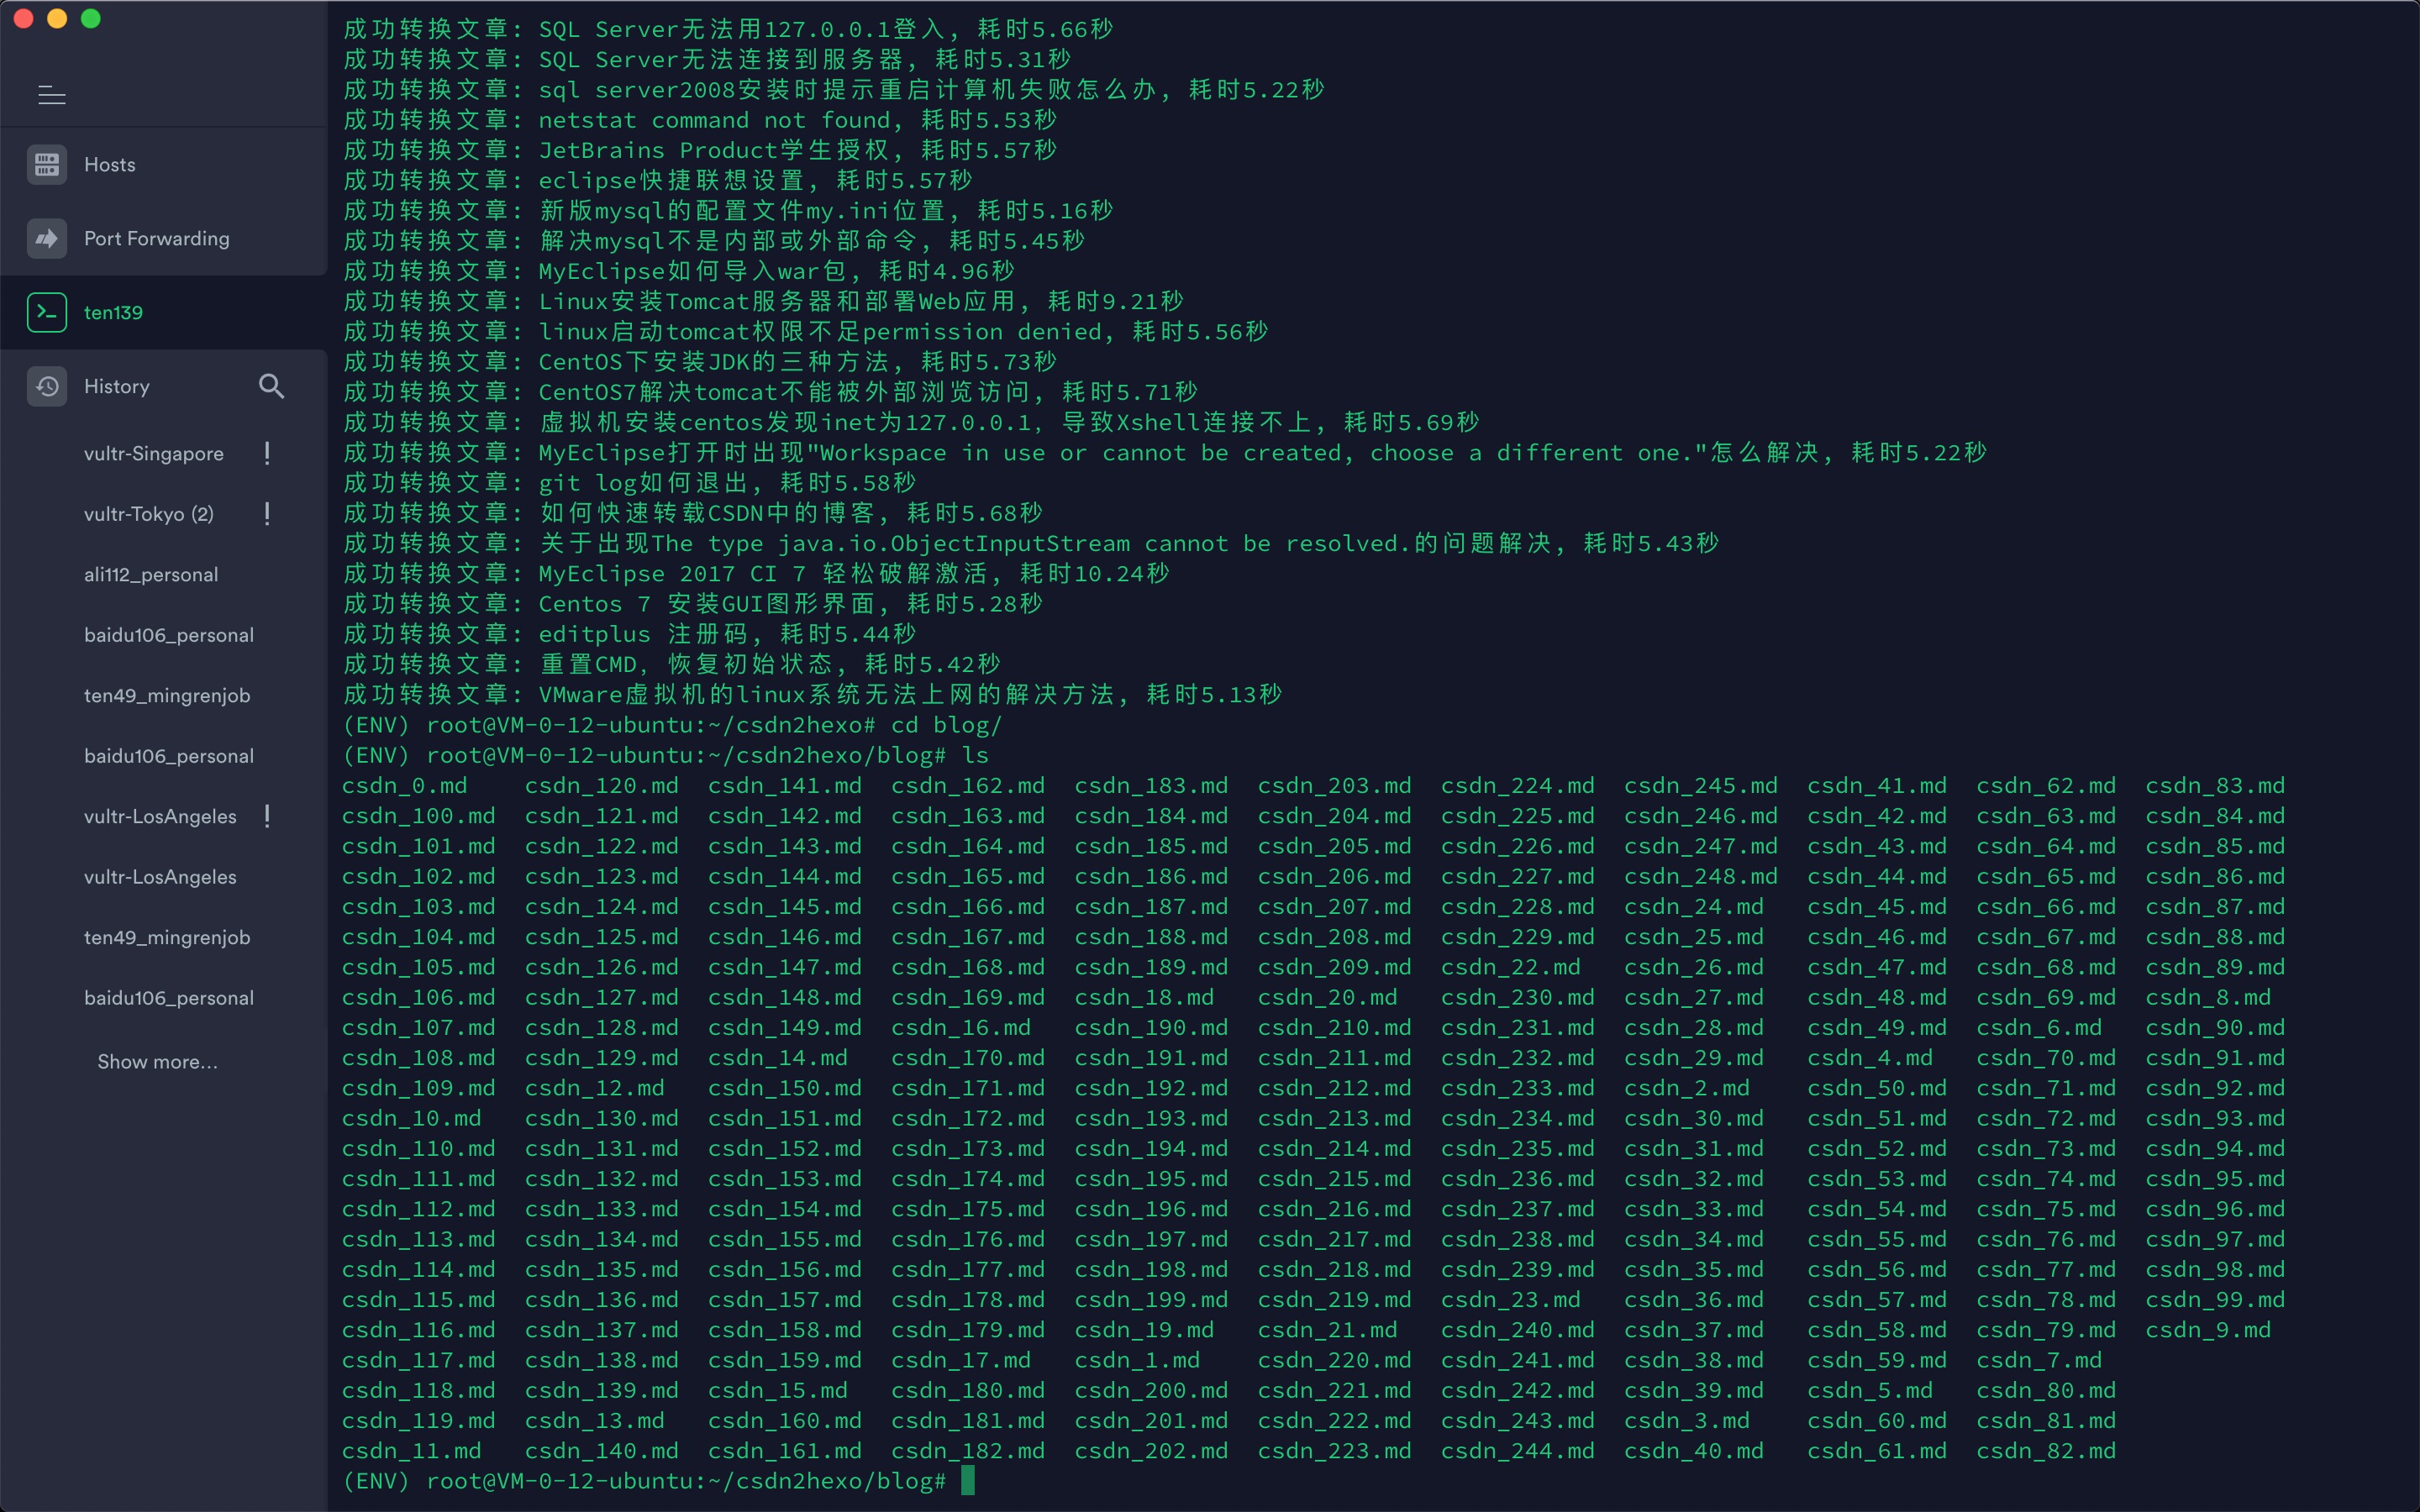 Hosts
Port Forwarding
ten139
History
vultr-Singapore !
vultr-Tokyo (2) !
ali112_personal
baidu106_personal
ten49_mingrenjob
baidu106_personal
vultr-LosAngeles !
vultr-LosAngeles
ten49_mingrenjob
baidu106_personal
Show more...
成功转换文章: SQL Server无法用127.0.0.1登入, 耗时5.66秒
成功转换文章: SQL Server无法连接到服务器, 耗时5.31秒
成功转换文章: sql server2008安装时提示重启计算机失败怎么办, 耗时5.22秒
成功转换文章: netstat command not found, 耗时5.53秒
成功转换文章: JetBrains Product学生授权, 耗时5.57秒
成功转换文章: eclipse快捷联想设置, 耗时5.57秒
成功转换文章: 新版mysql的配置文件my.ini位置, 耗时5.16秒
成功转换文章: 解决mysql不是内部或外部命令, 耗时5.45秒
成功转换文章: MyEclipse如何导入war包, 耗时4.96秒
成功转换文章: Linux安装Tomcat服务器和部署Web应用, 耗时9.21秒
成功转换文章: linux启动tomcat权限不足permission denied, 耗时5.56秒
成功转换文章: CentOS下安装JDK的三种方法, 耗时5.73秒
成功转换文章: CentOS7解决tomcat不能被外部浏览访问, 耗时5.71秒
成功转换文章: 虚拟机安装centos发现inet为127.0.0.1, 导致Xshell连接不上, 耗时5.69秒
成功转换文章: MyEclipse打开时出现"Workspace in use or cannot be created, choose a different one."怎么解决, 耗时5.22秒
成功转换文章: git log如何退出, 耗时5.58秒
成功转换文章: 如何快速转载CSDN中的博客, 耗时5.68秒
成功转换文章: 关于出现The type java.io.ObjectInputStream cannot be resolved.的问题解决, 耗时5.43秒
成功转换文章: MyEclipse 2017 CI 7 轻松破解激活, 耗时10.24秒
成功转换文章: Centos 7 安装GUI图形界面, 耗时5.28秒
成功转换文章: editplus 注册码, 耗时5.44秒
成功转换文章: 重置CMD, 恢复初始状态, 耗时5.42秒
成功转换文章: VMware虚拟机的linux系统无法上网的解决方法, 耗时5.13秒
(ENV) root@VM-0-12-ubuntu:~/csdn2hexo# cd blog/
(ENV) root@VM-0-12-ubuntu:~/csdn2hexo/blog# ls
csdn_0.md csdn_120.md csdn_141.md csdn_162.md csdn_183.md csdn_203.md csdn_224.md csdn_245.md csdn_41.md csdn_62.md csdn_83.md
csdn_100.md csdn_121.md csdn_142.md csdn_163.md csdn_184.md csdn_204.md csdn_225.md csdn_246.md csdn_42.md csdn_63.md csdn_84.md
csdn_101.md csdn_122.md csdn_143.md csdn_164.md csdn_185.md csdn_205.md csdn_226.md csdn_247.md csdn_43.md csdn_64.md csdn_85.md
csdn_102.md csdn_123.md csdn_144.md csdn_165.md csdn_186.md csdn_206.md csdn_227.md csdn_248.md csdn_44.md csdn_65.md csdn_86.md
csdn_103.md csdn_124.md csdn_145.md csdn_166.md csdn_187.md csdn_207.md csdn_228.md csdn_24.md csdn_45.md csdn_66.md csdn_87.md
csdn_104.md csdn_125.md csdn_146.md csdn_167.md csdn_188.md csdn_208.md csdn_229.md csdn_25.md csdn_46.md csdn_67.md csdn_88.md
csdn_105.md csdn_126.md csdn_147.md csdn_168.md csdn_189.md csdn_209.md csdn_22.md csdn_26.md csdn_47.md csdn_68.md csdn_89.md
csdn_106.md csdn_127.md csdn_148.md csdn_169.md csdn_18.md csdn_20.md csdn_230.md csdn_27.md csdn_48.md csdn_69.md csdn_8.md
csdn_107.md csdn_128.md csdn_149.md csdn_16.md csdn_190.md csdn_210.md csdn_231.md csdn_28.md csdn_49.md csdn_6.md csdn_90.md
csdn_108.md csdn_129.md csdn_14.md csdn_170.md csdn_191.md csdn_211.md csdn_232.md csdn_29.md csdn_4.md csdn_70.md csdn_91.md
csdn_109.md csdn_12.md csdn_150.md csdn_171.md csdn_192.md csdn_212.md csdn_233.md csdn_2.md csdn_50.md csdn_71.md csdn_92.md
csdn_10.md csdn_130.md csdn_151.md csdn_172.md csdn_193.md csdn_213.md csdn_234.md csdn_30.md csdn_51.md csdn_72.md csdn_93.md
csdn_110.md csdn_131.md csdn_152.md csdn_173.md csdn_194.md csdn_214.md csdn_235.md csdn_31.md csdn_52.md csdn_73.md csdn_94.md
csdn_111.md csdn_132.md csdn_153.md csdn_174.md csdn_195.md csdn_215.md csdn_236.md csdn_32.md csdn_53.md csdn_74.md csdn_95.md
csdn_112.md csdn_133.md csdn_154.md csdn_175.md csdn_196.md csdn_216.md csdn_237.md csdn_33.md csdn_54.md csdn_75.md csdn_96.md
csdn_113.md csdn_134.md csdn_155.md csdn_176.md csdn_197.md csdn_217.md csdn_238.md csdn_34.md csdn_55.md csdn_76.md csdn_97.md
csdn_114.md csdn_135.md csdn_156.md csdn_177.md csdn_198.md csdn_218.md csdn_239.md csdn_35.md csdn_56.md csdn_77.md csdn_98.md
csdn_115.md csdn_136.md csdn_157.md csdn_178.md csdn_199.md csdn_219.md csdn_23.md csdn_36.md csdn_57.md csdn_78.md csdn_99.md
csdn_116.md csdn_137.md csdn_158.md csdn_179.md csdn_19.md csdn_21.md csdn_240.md csdn_37.md csdn_58.md csdn_79.md csdn_9.md
csdn_117.md csdn_138.md csdn_159.md csdn_17.md csdn_1.md csdn_220.md csdn_241.md csdn_38.md csdn_59.md csdn_7.md
csdn_118.md csdn_139.md csdn_15.md csdn_180.md csdn_200.md csdn_221.md csdn_242.md csdn_39.md csdn_5.md csdn_80.md
csdn_119.md csdn_13.md csdn_160.md csdn_181.md csdn_201.md csdn_222.md csdn_243.md csdn_3.md csdn_60.md csdn_81.md
csdn_11.md csdn_140.md csdn_161.md csdn_182.md csdn_202.md csdn_223.md csdn_244.md csdn_40.md csdn_61.md csdn_82.md
(ENV) root@VM-0-12-ubuntu:~/csdn2hexo/blog#